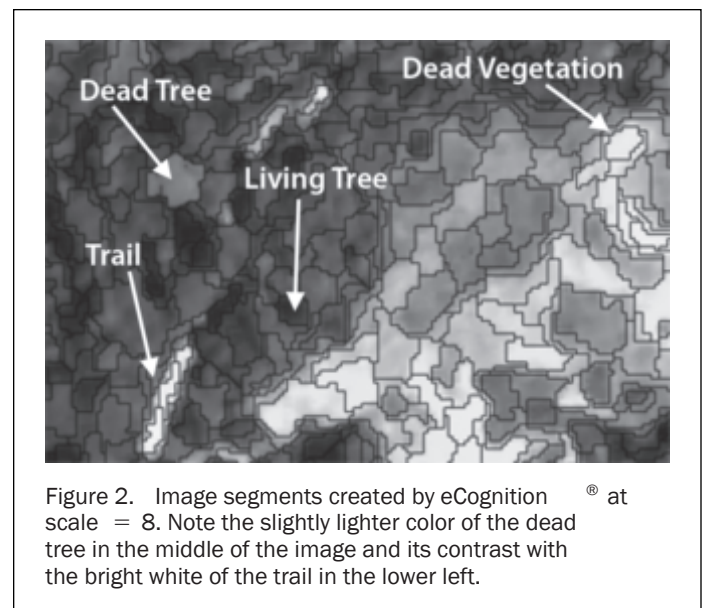 Dead Vegetation
Dead Tree
Living Tree
Trail
Figure 2. Image segments created by eCognition ® at
scale = 8. Note the slightly lighter color of the dead
tree in the middle of the image and its contrast with
the bright white of the trail in the lower left.